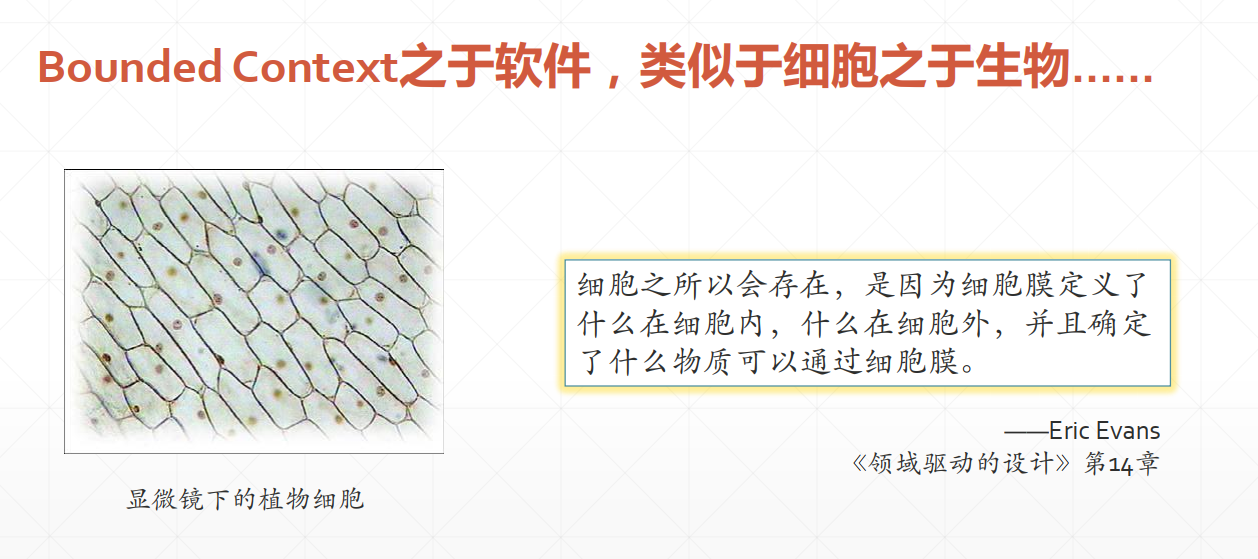 Bounded Context之于软件，类似于细胞之于生物……
细胞之所以会存在，是因为细胞膜定义了
什么在细胞内，什么在细胞外，并且确定
了什么物质可以通过细胞膜。
——Eric Evans
《领域驱动的设计》第14章
显微镜下的植物细胞